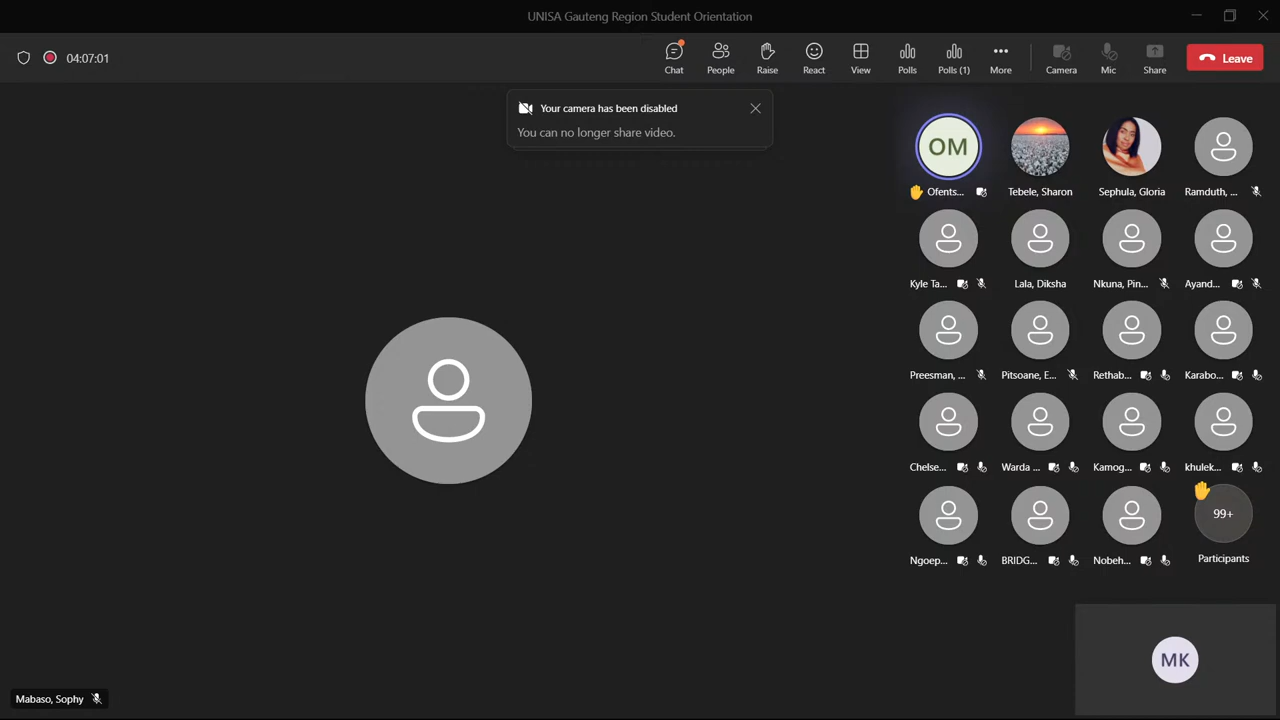 UNISA Gauteng Region Student Orientation
04:07:01
Chat
People
Raise
React
View
Polls
Polls (1)
More
Camera
Mic
Share
Leave
Your camera has been disabled
You can no longer share video.
OM
Ofents...
Tebele, Sharon
Sephula, Gloria
Ramduth, ...
Kyle Ta...
Lala, Diksha
Nkuna, Pin...
Ayand...
Preesman, ...
Pitsoane, E...
Rethab...
Karabo...
Chelse...
Warda ...
Kamog...
khulek...
Ngoep...
BRIDG...
Nobeh...
99+
Participants
MK
Mabaso, Sophy